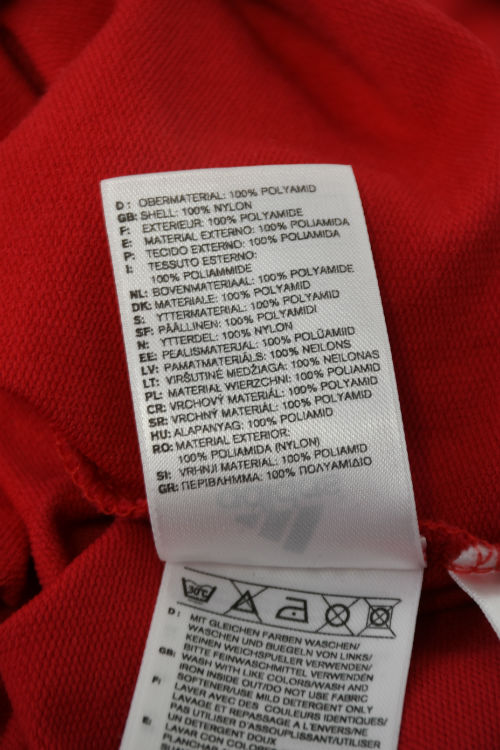 D: OBERMATERIAL: 100% POLYAMID
GB: SHELL: 100% NYLON
F: EXTERIEUR: 100% POLYAMIDE
E: MATERIAL EXTERNO: 100% POLIAMIDA
P: TECIDO EXTERNO: 100% POLIAMIDA
I: TESSUTO ESTERNO:
100% POLIAMMIDE
NL: BOVENMATERIAAL: 100% POLYAMIDE
DK: MATERIALE: 100% POLYAMID
S: YTTERMATERIAL: 100% POLYAMID
SF: PÄÄLLINEN: 100% POLYAMIDI
N: YTTERDEL: 100% NYLON
EE: PEALISMATERJAL: 100% POLÜAMIID
LV: PAMATMATERIĀLS: 100% NEILONS
LT: VIRŠUTINĖ MEDŽIAGA: 100% NEILONAS
PL: MATERIAŁ WIERZCHNI: 100% POLIAMID
CR: VRCHOVÝ MATERIÁL: 100% POLYAMID
SR: VRCHNÝ MATERIÁL: 100% POLYAMID
HU: ALAPANYAG: 100% POLIAMID
RO: MATERIAL EXTERIOR:
100% POLIAMIDA (NYLON)
SI: VRHNJI MATERIAL: 100% POLIAMID
GR: ΠΕΡΙΒΛΗΜΜΑ: 100% ΠΟΛΥΑΜΙΔΙΟ
30°C
D: MIT GLEICHEN FARBEN WASCHEN/
WASCHEN UND BUEGELN VON LINKS/
KEINEN WEICHSPUELER VERWENDEN/
BITTE FEINWASCHMITTEL VERWENDEN
GB: WASH WITH LIKE COLORS/WASH AND
IRON INSIDE OUT/DO NOT USE FABRIC
SOFTENER/USE MILD DETERGENT ONLY
F: LAVER AVEC DES COULEURS IDENTIQUES/
LAVAGE ET REPASSAGE A L'ENVERS/NE
PAS UTILISER D'ASSOUPLISSANT/UTILISER
UN DETERGENT DOUX
E: LAVAR CON COLORES